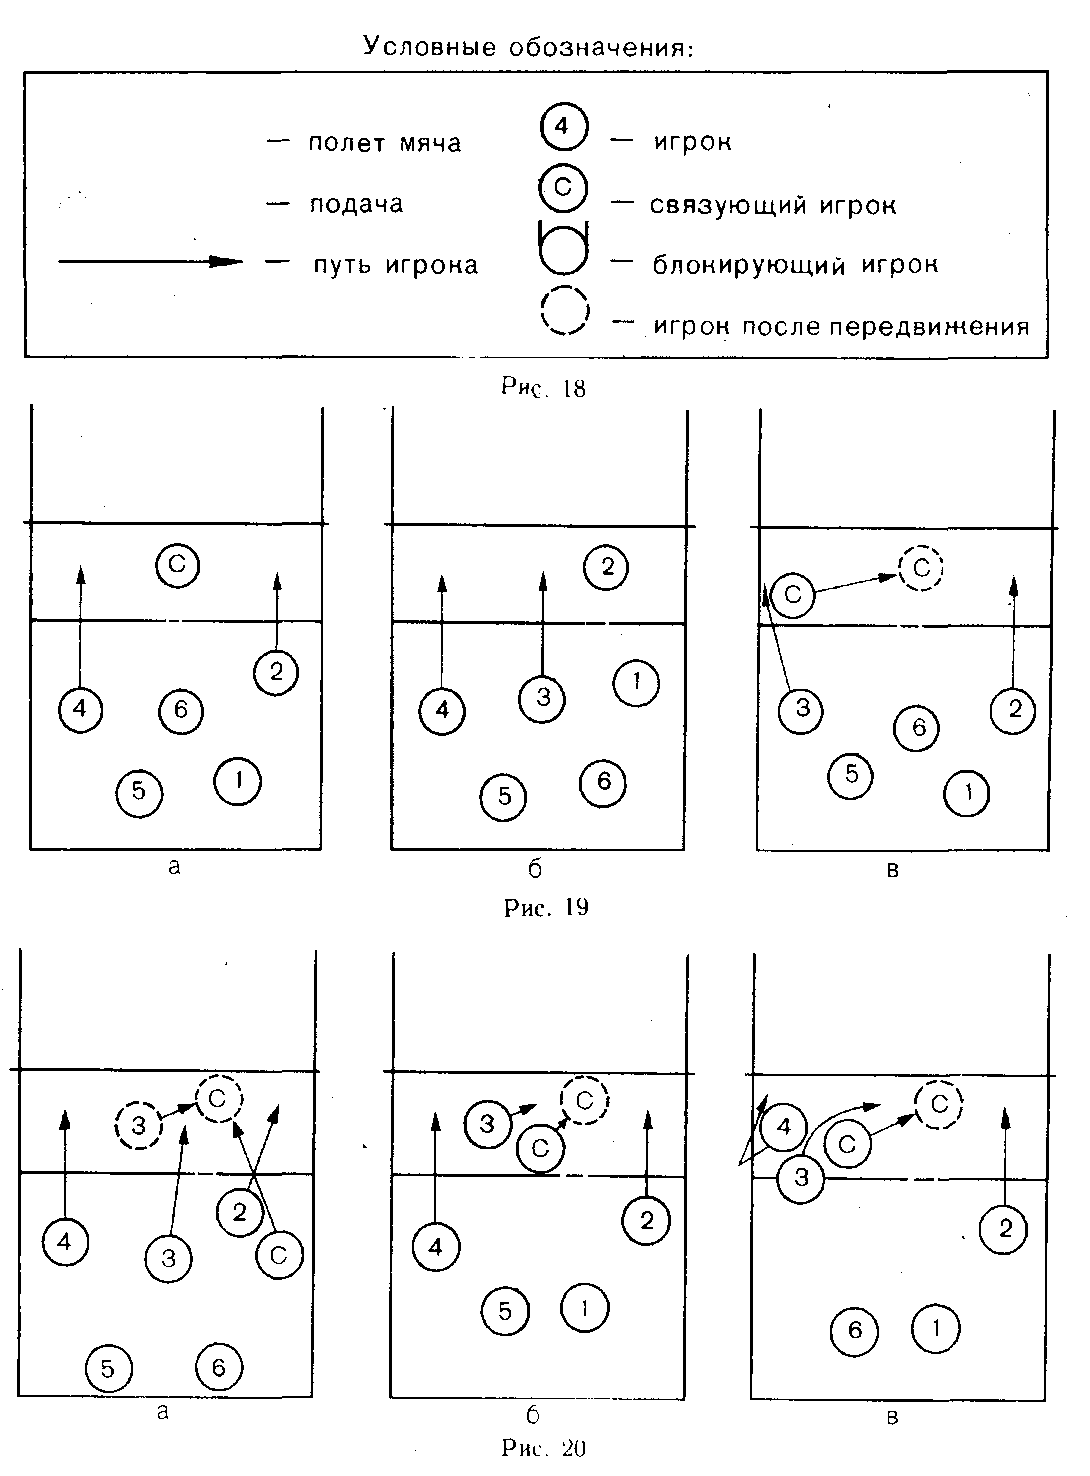 Условные обозначения:
— полет мяча
4 — игрок
— подача
С — связующий игрок
— путь игрока
— блокирующий игрок
— игрок после передвижения
Рис. 18
С
2
4
6
5
1
а
2
1
4
3
5
6
б
С
С
3
6
2
5
1
в
Рис. 19
С
3
2
4
3
С
5
6
а
С
3
С
2
4
5
1
б
С
4
С
3
2
6
1
в
Рис. 20